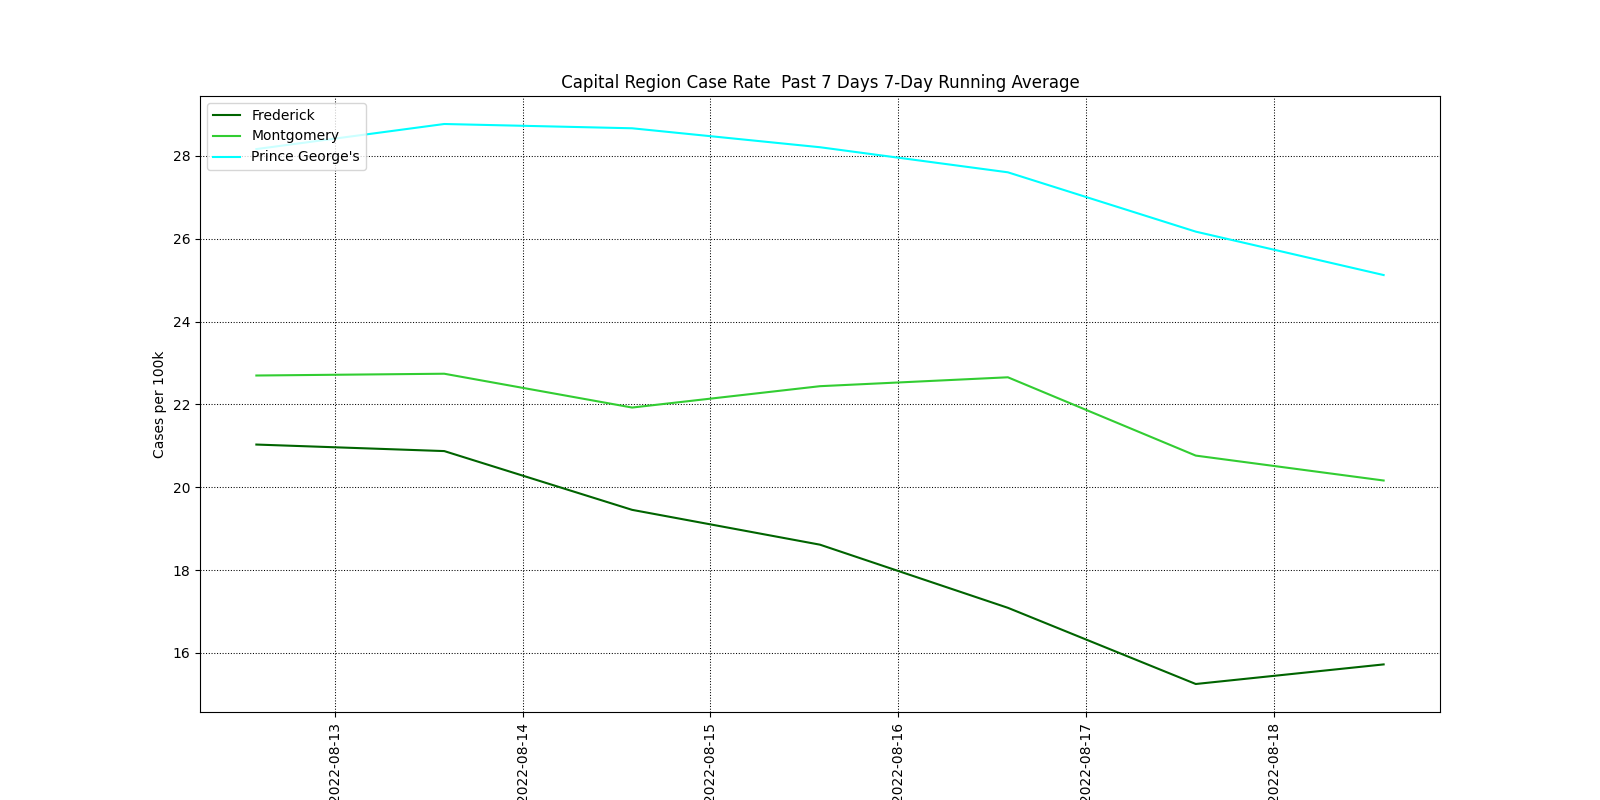 Capital Region Case Rate  Past 7 Days 7-Day Running Average
Frederick
Montgomery
Prince George's
28
26
24
22
20
18
16
Cases per 100k
2022-08-13
2022-08-14
2022-08-15
2022-08-16
2022-08-17
2022-08-18